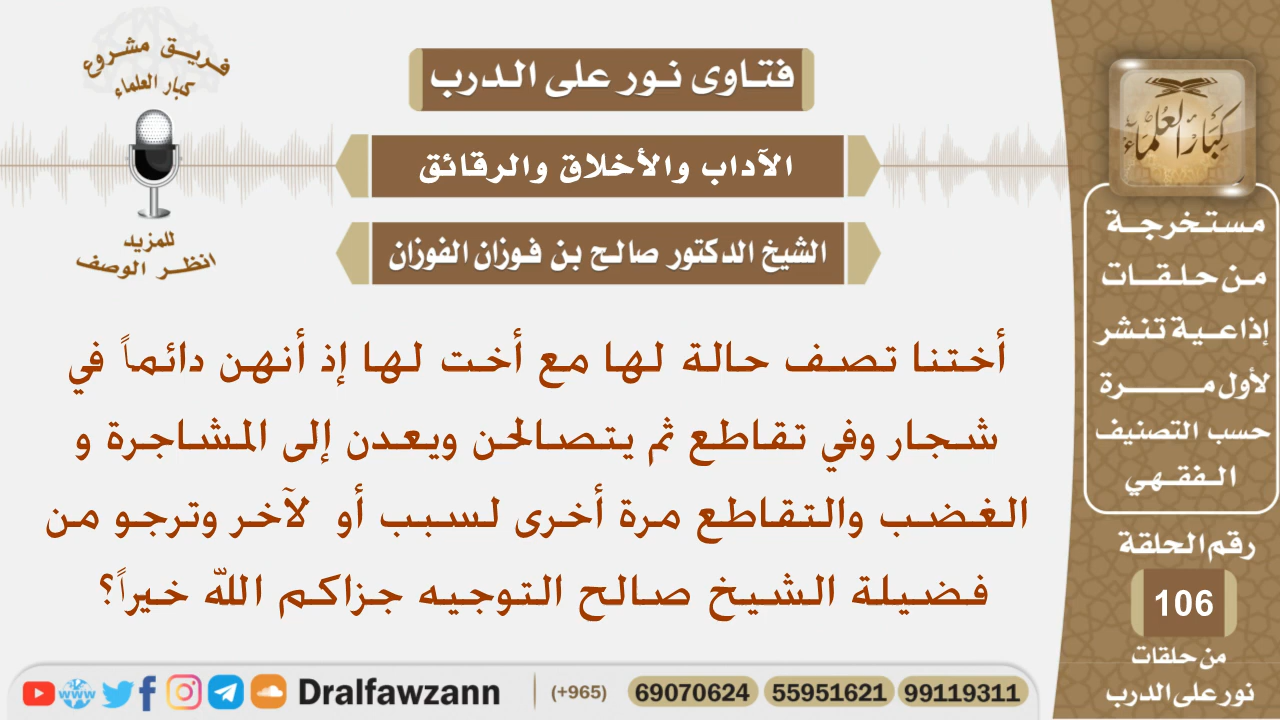 فتاوى نور على الدرب
الآداب والأخلاق والرقائق
الشيخ الدكتور صالح بن فوزان الفوزان
أختنا تصف حالة لها مع أخت لها إذ أنهن دائماً في
شجار وفي تقاطع ثم يتصالحن ويعدن إلى المشاجرة و
الغضب والتقاطع مرة أخرى لسبب أو لآخر وترجو من
فضيلة الشيخ صالح التوجيه جزاكم الله خيراً؟
كبار العلماء
مستخرجة
من حلقات
إذاعية تنشر
لأول مرة
حسب التصنيف
الفقهي
رقم الحلقة
106
من حلقات
نور على الدرب
فريق مشروع
كبار العلماء
للمزيد
انظر الوصف
www
Dralfawzann
(+965)
69070624
55951621
99119311